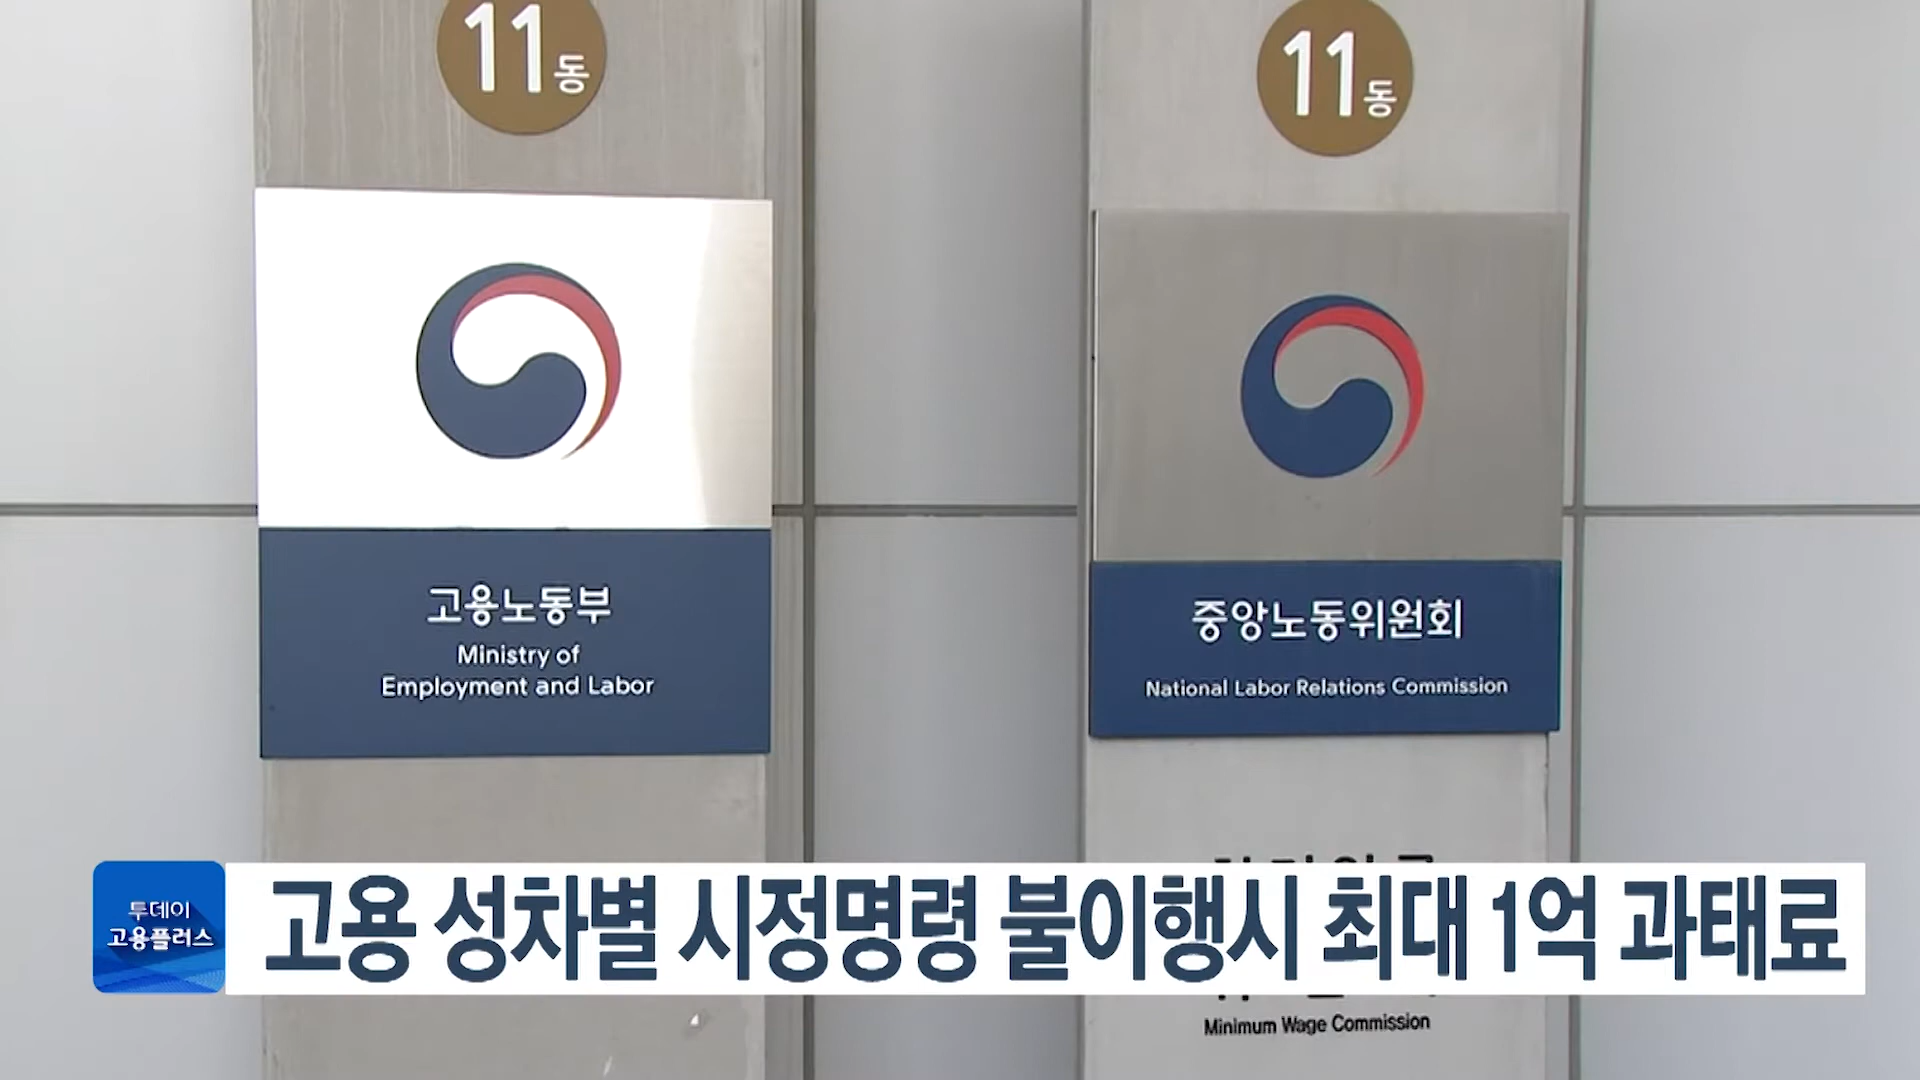 11동
고용노동부
Ministry of
Employment and Labor
11동
중앙노동위원회
National Labor Relations Commission
투데이
고용플러스
고용 성차별 시정명령 불이행시 최대 1억 과태료
Minimum Wage Commission